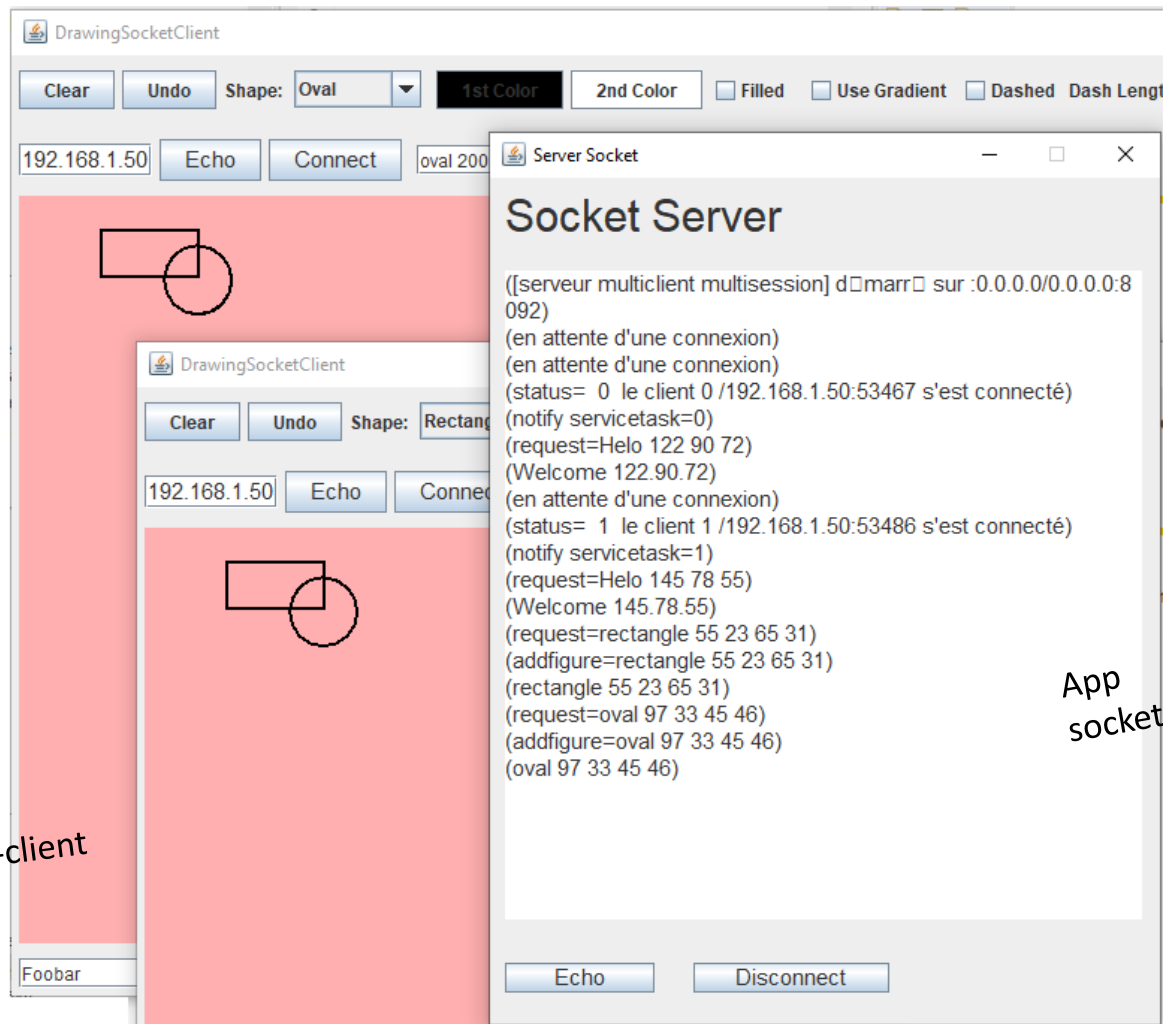 DrawingSocketClient
Clear Undo Shape: Oval 1st Color 2nd Color Filled Use Gradient Dashed Dash Lengt
192.168.1.50 Echo Connect oval 200
Server Socket
Socket Server
([serveur multiclient multisession] d□marr□ sur :0.0.0.0/0.0.0.0:8
092)
(en attente d'une connexion)
(en attente d'une connexion)
(status= 0 le client 0 /192.168.1.50:53467 s'est connecté)
(notify servicetask=0)
(request=Helo 122 90 72)
(Welcome 122.90.72)
(en attente d'une connexion)
(status= 1 le client 1 /192.168.1.50:53486 s'est connecté)
(notify servicetask=1)
(request=Helo 145 78 55)
(Welcome 145.78.55)
(request=rectangle 55 23 65 31)
(addfigure=rectangle 55 23 65 31)
(rectangle 55 23 65 31)
(request=oval 97 33 45 46)
(addfigure=oval 97 33 45 46)
(oval 97 33 45 46)
Echo Disconnect
DrawingSocketClient
Clear Undo Shape: Rectang
192.168.1.50 Echo Connec
App
socket
-client
Foobar